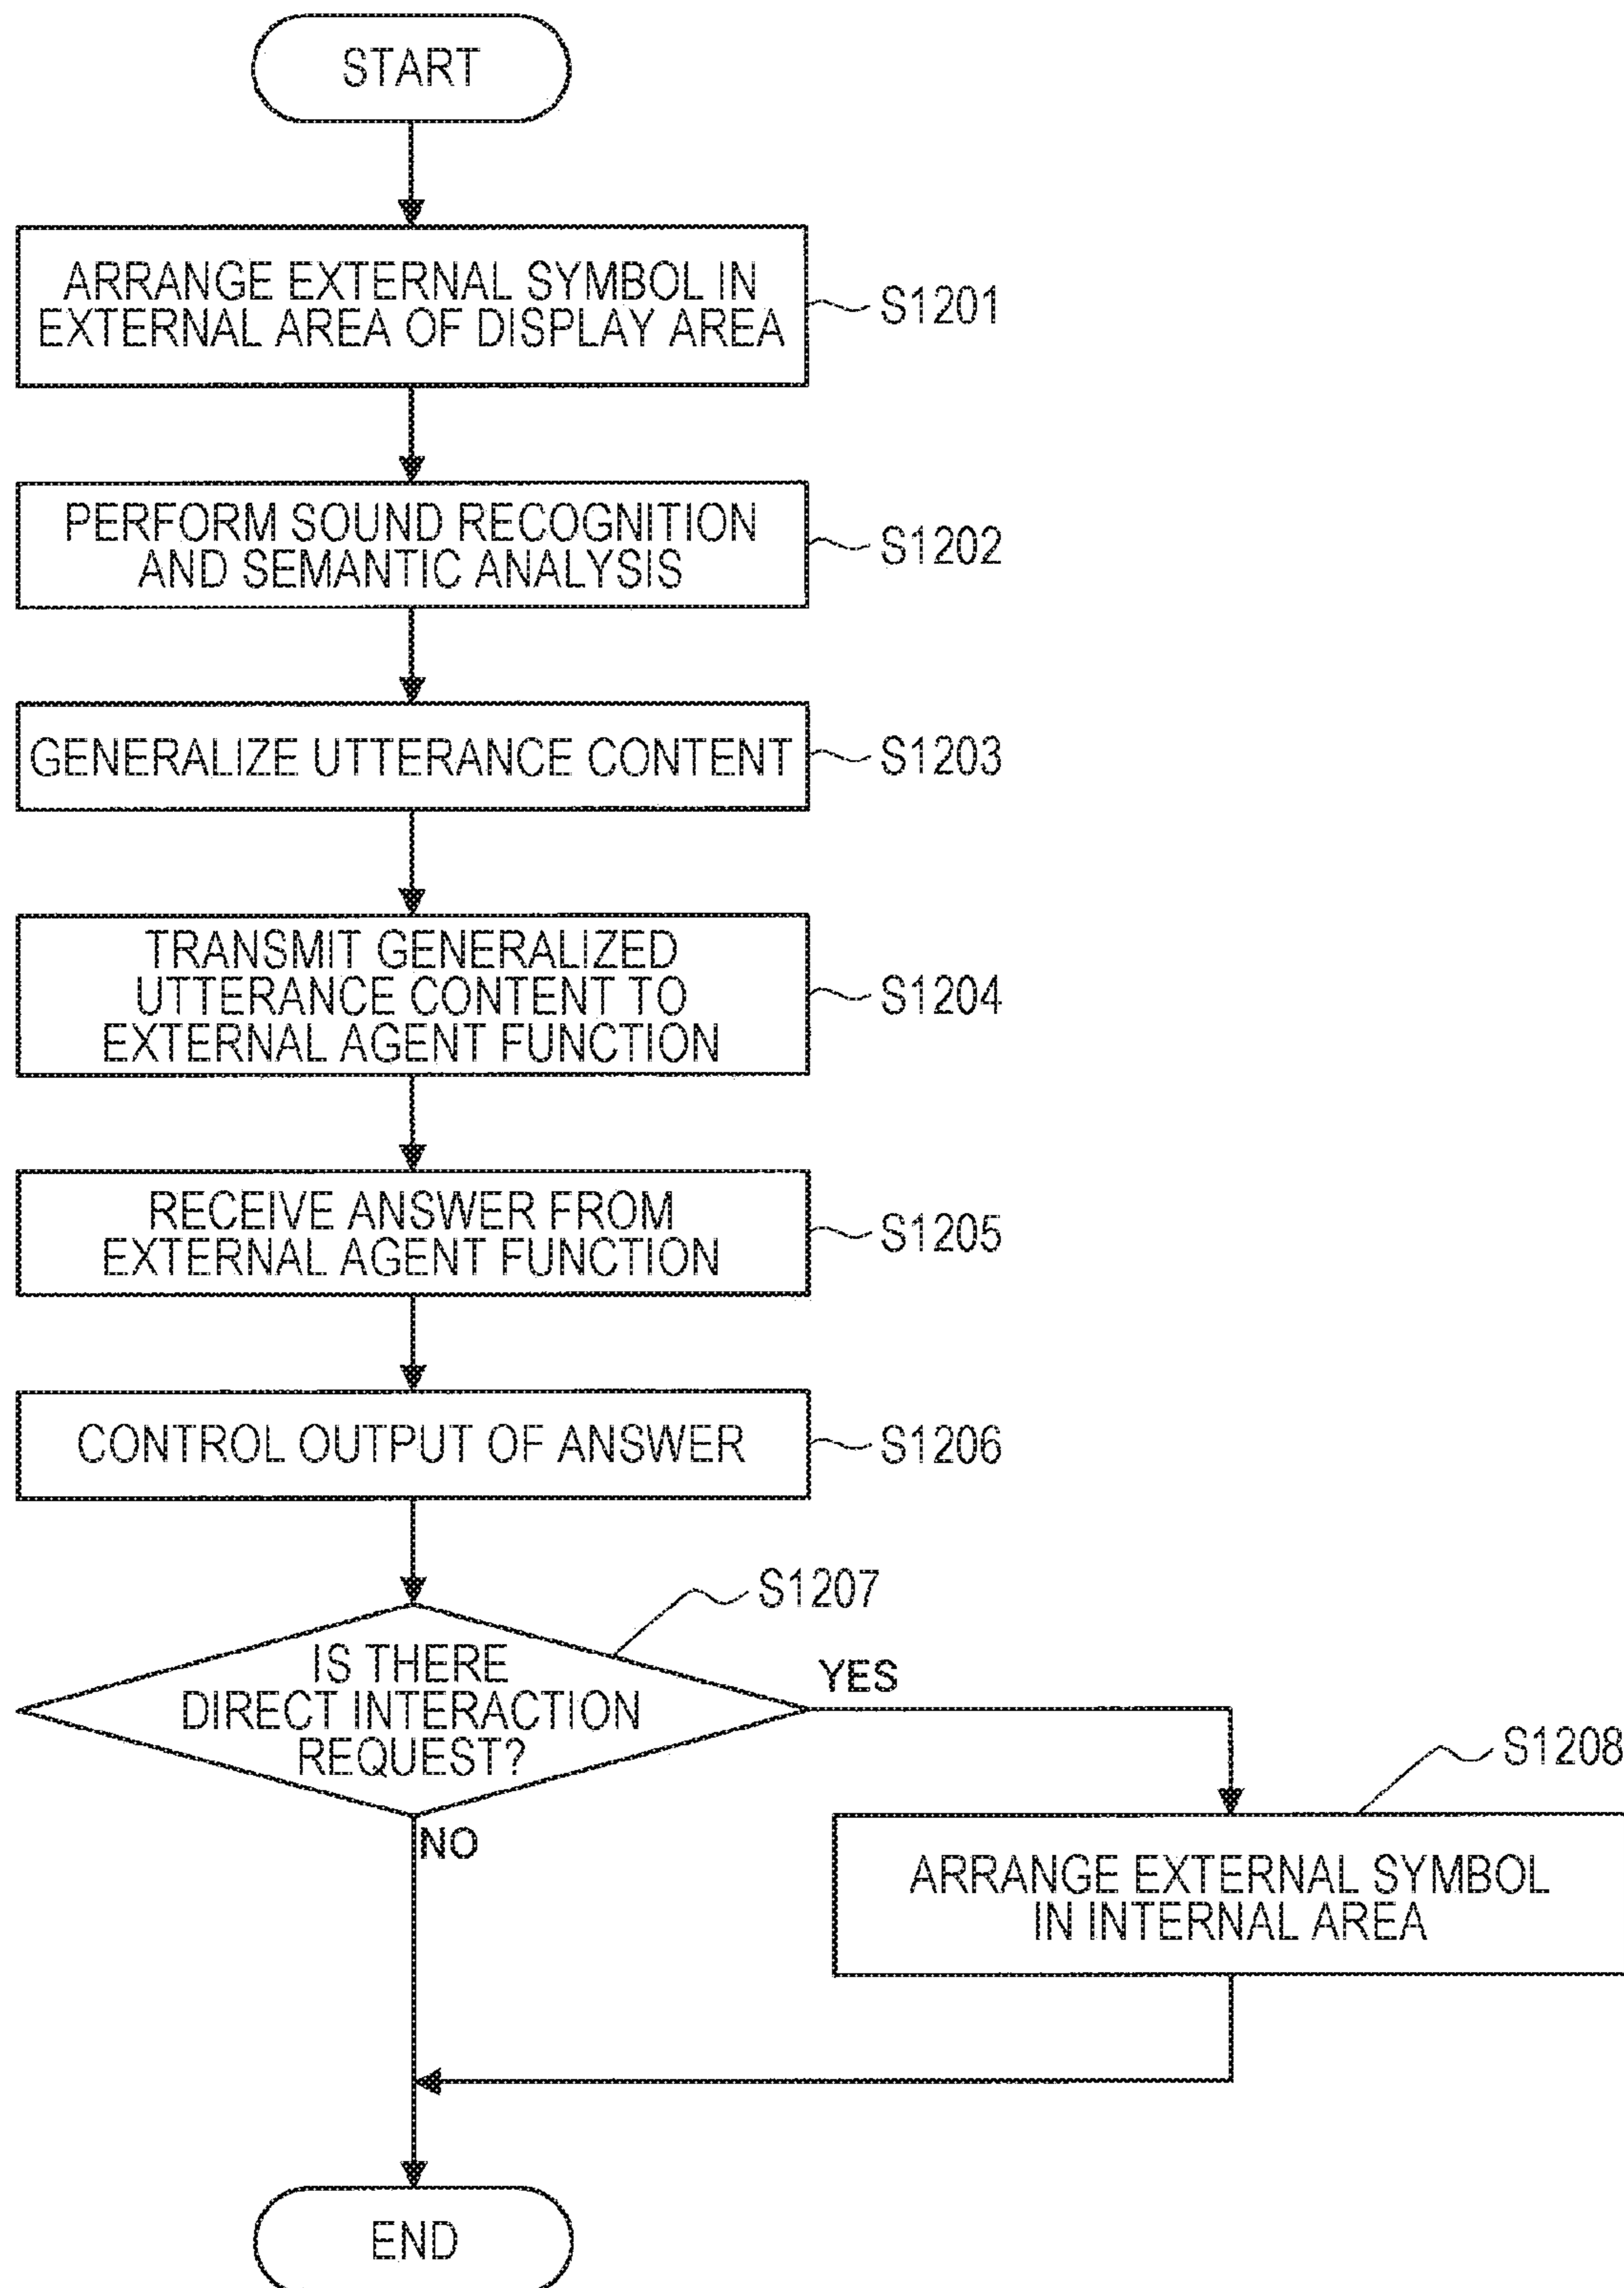 START
ARRANGE EXTERNAL SYMBOL IN
EXTERNAL AREA OF DISPLAY AREA
S1201
PERFORM SOUND RECOGNITION
AND SEMANTIC ANALYSIS
S1202
GENERALIZE UTTERANCE CONTENT
S1203
TRANSMIT GENERALIZED
UTTERANCE CONTENT TO
EXTERNAL AGENT FUNCTION
S1204
RECEIVE ANSWER FROM
EXTERNAL AGENT FUNCTION
S1205
CONTROL OUTPUT OF ANSWER
S1206
S1207
IS THERE
DIRECT INTERACTION
REQUEST?
YES
NO
S1208
ARRANGE EXTERNAL SYMBOL
IN INTERNAL AREA
END